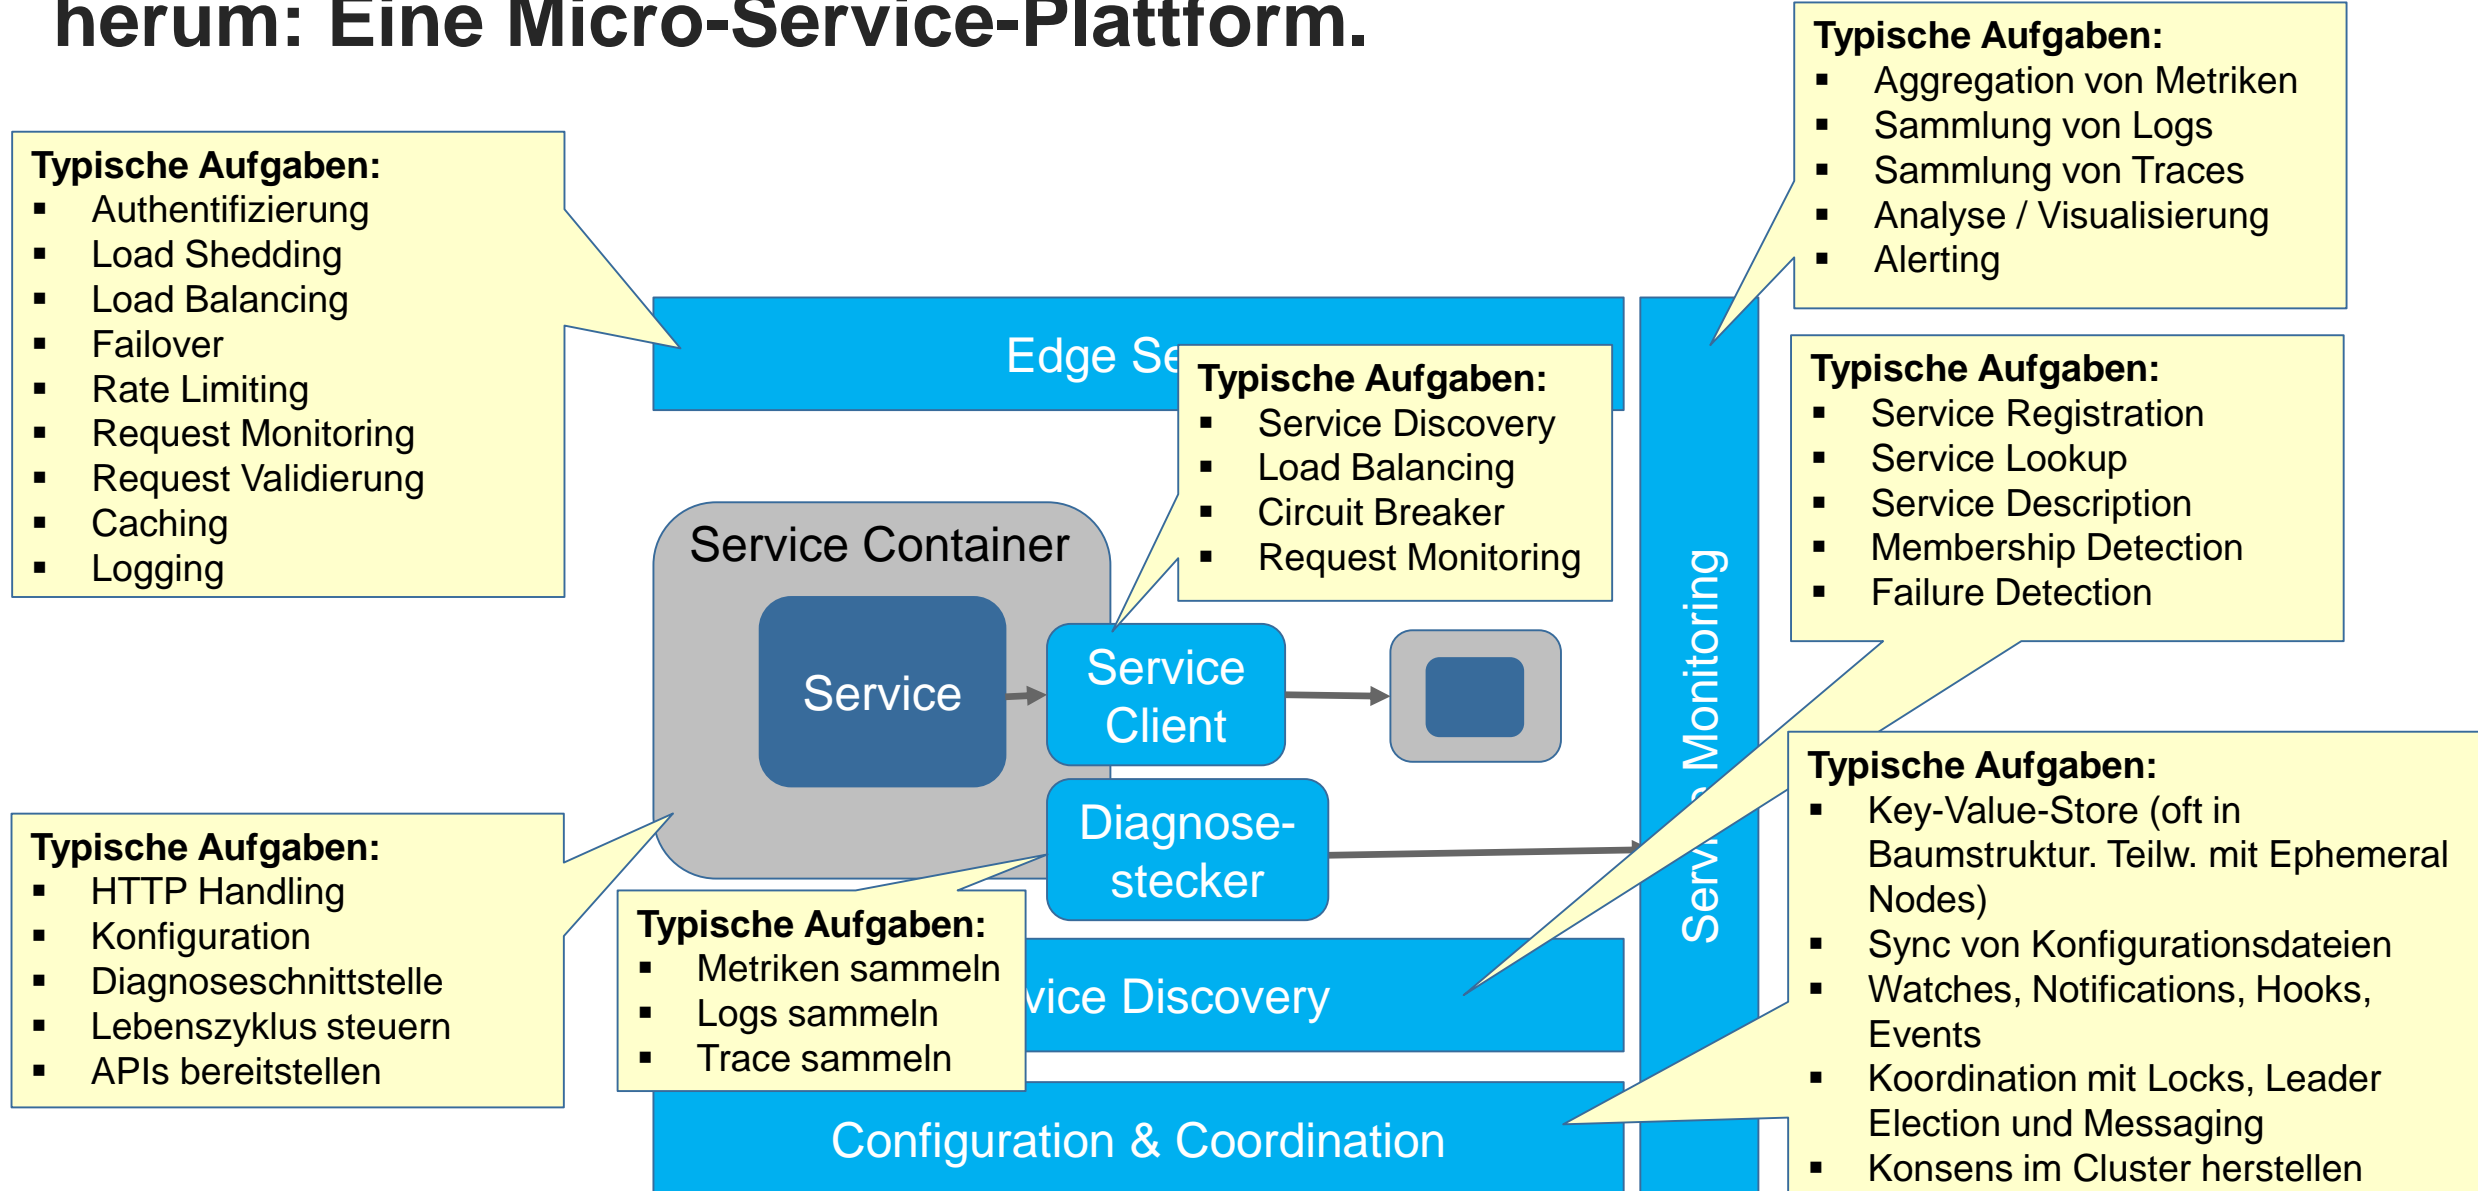 herum: Eine Micro-Service-Plattform.
Typische Aufgaben:
▪ Aggregation von Metriken
▪ Sammlung von Logs
▪ Sammlung von Traces
▪ Analyse / Visualisierung
▪ Alerting
Typische Aufgaben:
▪ Authentifizierung
▪ Load Shedding
▪ Load Balancing
▪ Failover
▪ Rate Limiting
▪ Request Monitoring
▪ Request Validierung
▪ Caching
▪ Logging
Edge Se
Typische Aufgaben:
▪ Service Discovery
▪ Load Balancing
▪ Circuit Breaker
▪ Request Monitoring
Typische Aufgaben:
▪ Service Registration
▪ Service Lookup
▪ Service Description
▪ Membership Detection
▪ Failure Detection
Service Container
Service
Service
Client
Diagnose-
stecker
Service Monitoring
Typische Aufgaben:
▪ HTTP Handling
▪ Konfiguration
▪ Diagnoseschnittstelle
▪ Lebenszyklus steuern
▪ APIs bereitstellen
Typische Aufgaben:
▪ Metriken sammeln
▪ Logs sammeln
▪ Trace sammeln
vice Discovery
Configuration & Coordination
Typische Aufgaben:
▪ Key-Value-Store (oft in
Baumstruktur. Teilw. mit Ephemeral
Nodes)
▪ Sync von Konfigurationsdateien
▪ Watches, Notifications, Hooks,
Events
▪ Koordination mit Locks, Leader
Election und Messaging
▪ Konsens im Cluster herstellen